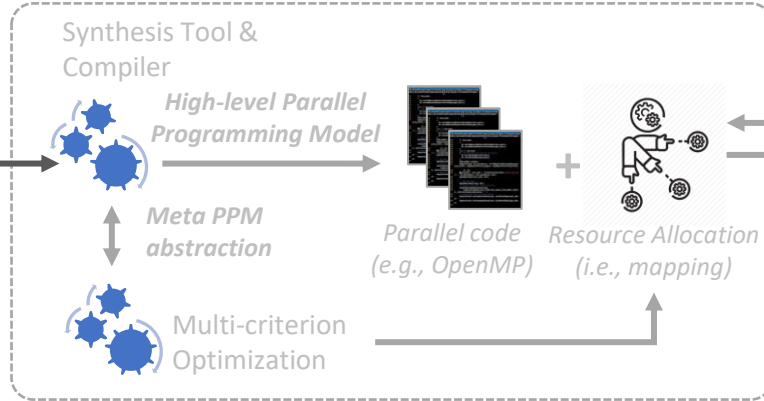 Synthesis Tool &
Compiler
High-level Parallel
Programming Model
Meta PPM
abstraction
+
Parallel code
(e.g., OpenMP)
Resource Allocation
(i.e., mapping)
Multi-criterion
Optimization